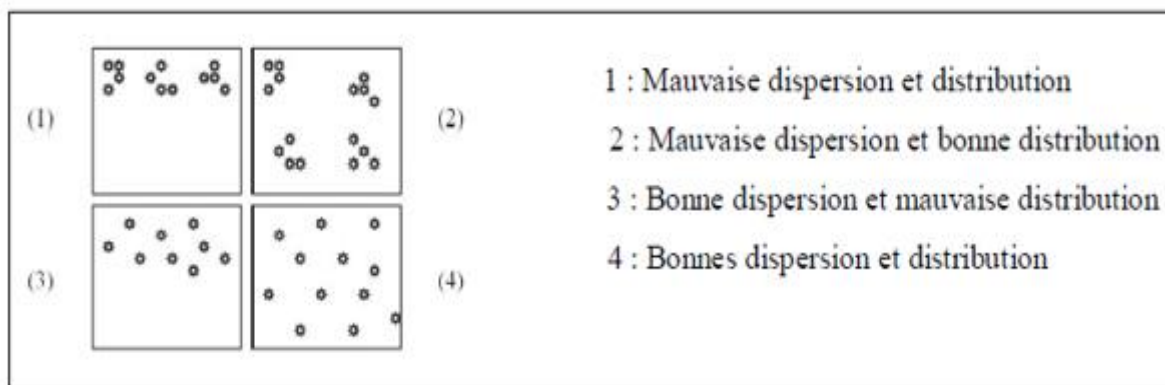 (1)
(2)
1 : Mauvaise dispersion et distribution
2 : Mauvaise dispersion et bonne distribution
3 : Bonne dispersion et mauvaise distribution
4 : Bonnes dispersion et distribution
(3)
(4)